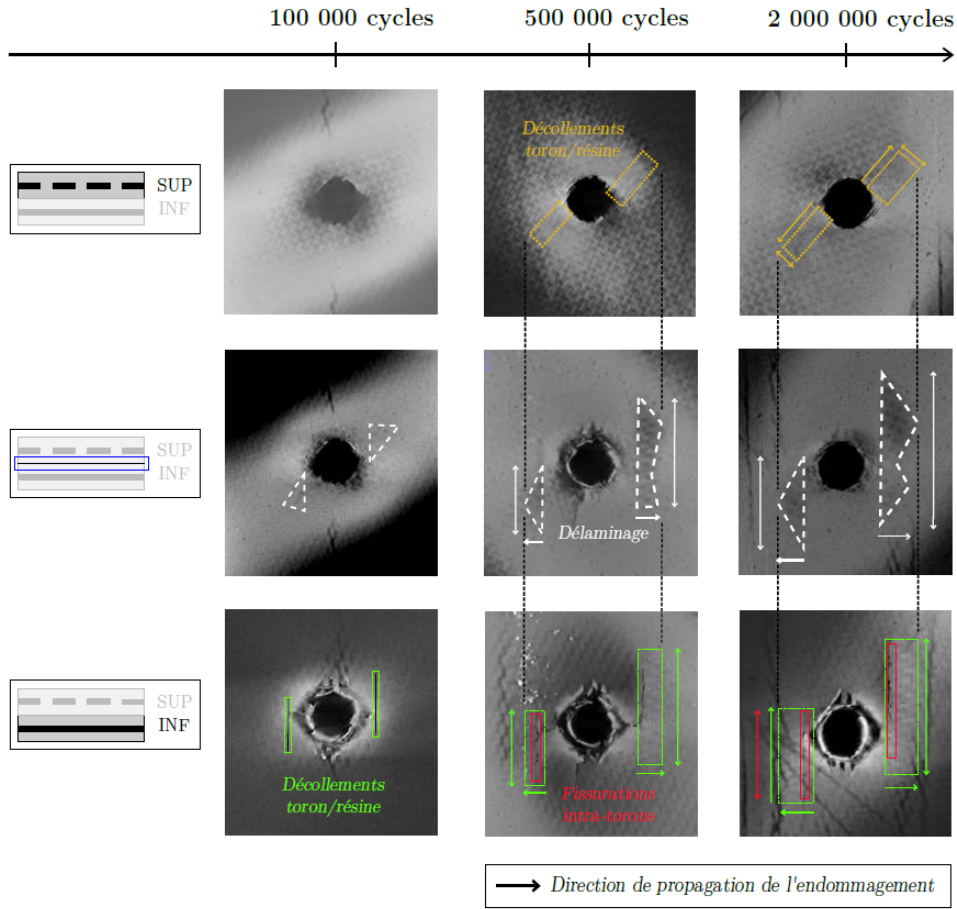 100 000 cycles
500 000 cycles
2 000 000 cycles
SUP
INF
Décollements
toron/résine
SUP
INF
Délaminage
SUP
INF
Décollements
toron/résine
Fissurations
intra torons
Direction de propagation de l'endommagement